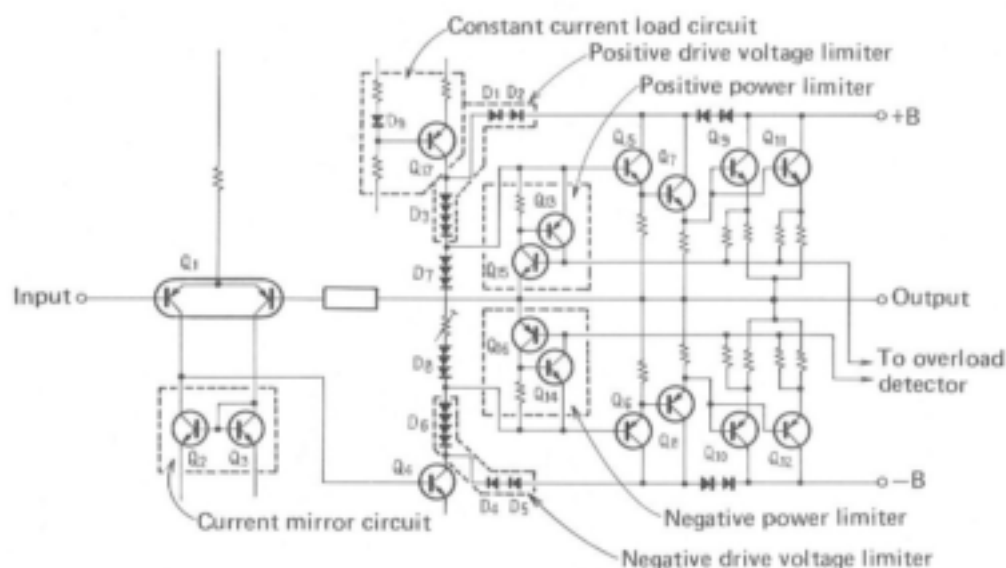 Constant current load circuit
Positive drive voltage limiter
Positive power limiter
D1 D2
+B
D9
Q5
Q7
Q9
Q11
Q17
D3
Q13
Q1
D7
Q15
Input
Output
Q16
To overload
detector
D8
Q14
Q6
D6
Q8
Q2
Q3
Q4
Q10
Q12
D4 D5
−B
Current mirror circuit
Negative power limiter
Negative drive voltage limiter